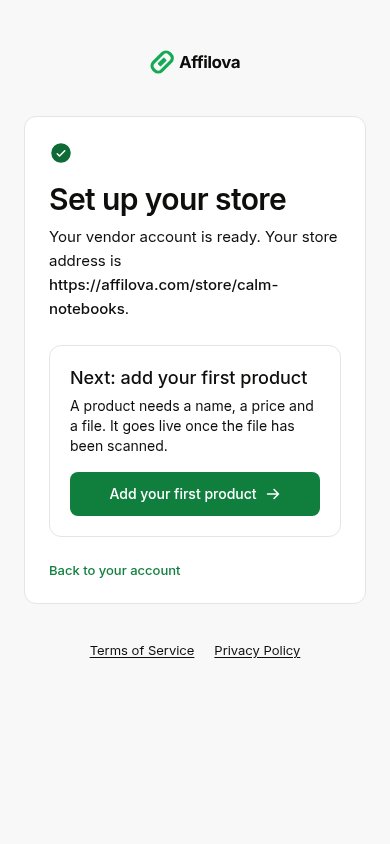 Affilova
Set up your store
Your vendor account is ready. Your store
address is
https://affilova.com/store/calm-
notebooks.
Next: add your first product
A product needs a name, a price and
a file. It goes live once the file has
been scanned.
Add your first product →
Back to your account
Terms of Service Privacy Policy